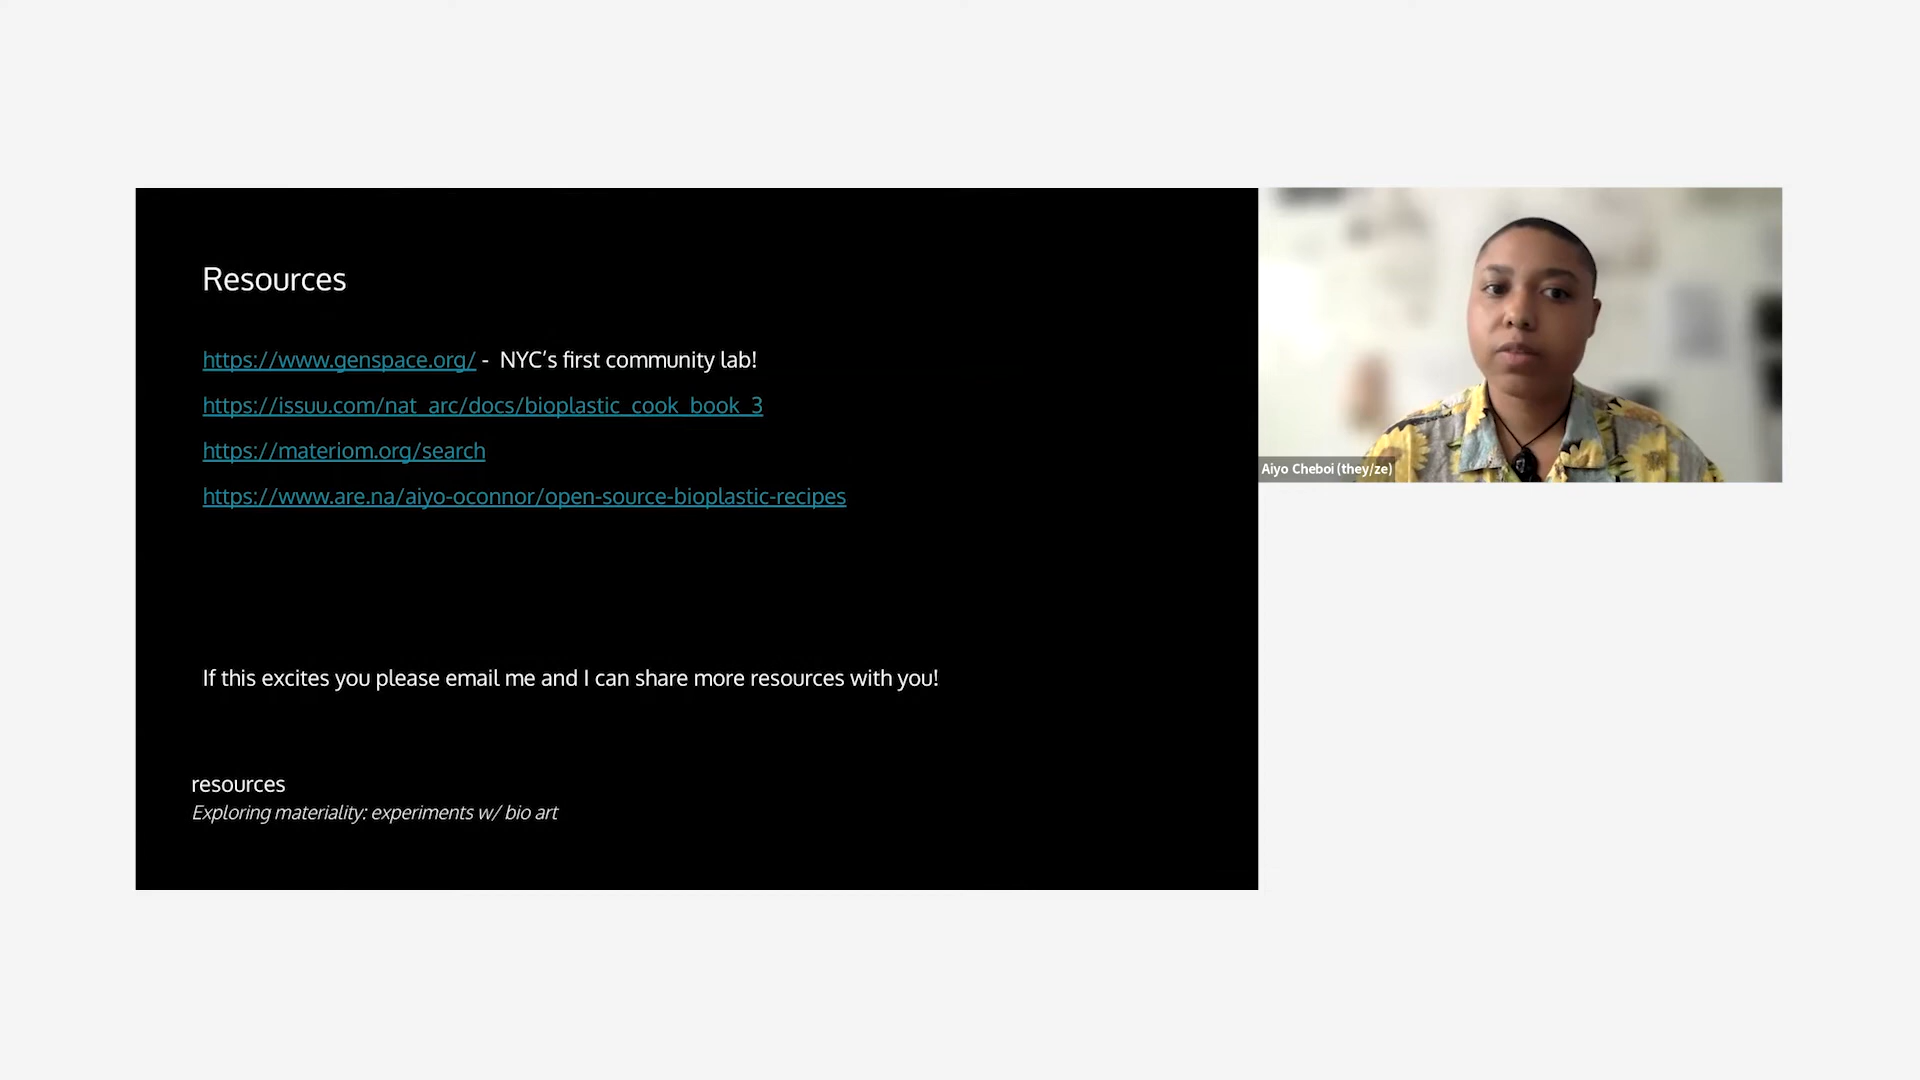 Resources
https://www.genspace.org/ - NYC’s first community lab!
https://issuu.com/nat_arc/docs/bioplastic_cook_book_3
https://materiom.org/search
https://www.are.na/aiyo-oconnor/open-source-bioplastic-recipes
If this excites you please email me and I can share more resources with you!
resources
Exploring materiality: experiments w/ bio art
Aiyo Cheboi (they/ze)